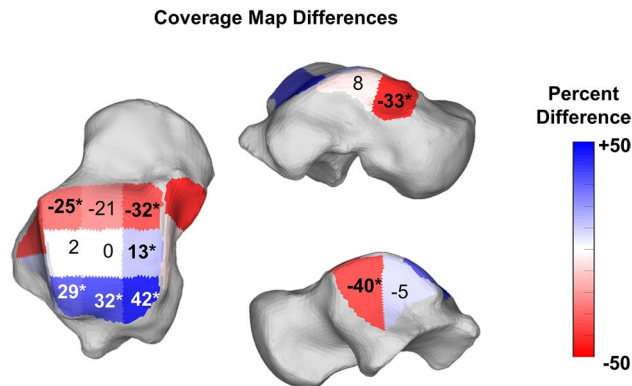 Coverage Map Differences
8
-33*
Percent
Difference
+50
-50
-25* -21 -32*
2 0 13*
29* 32* 42*
-40* -5